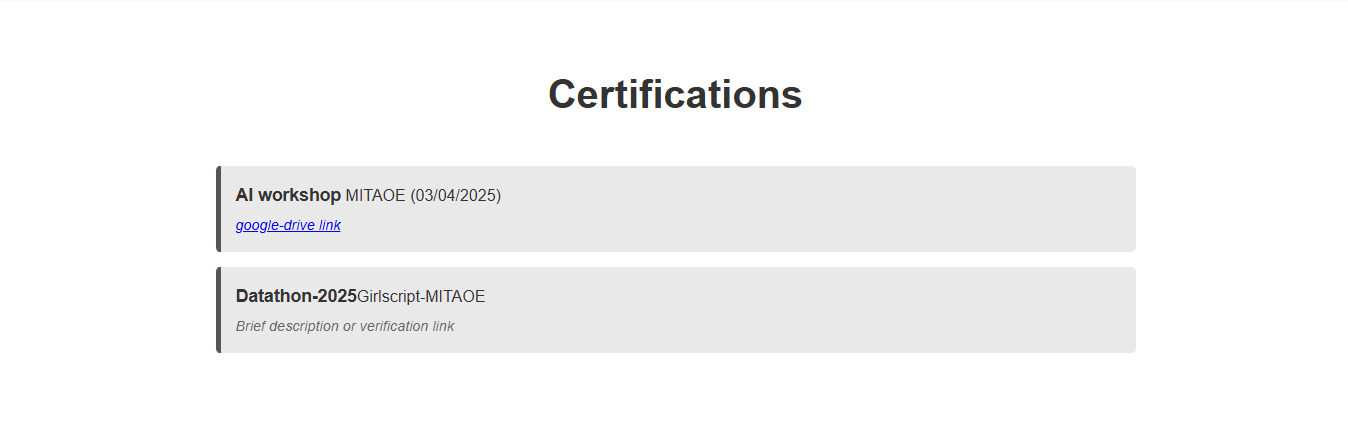 Certifications
AI workshop MITAOE (03/04/2025)
google-drive link
Datathon-2025Girlscript-MITAOE
Brief description or verification link